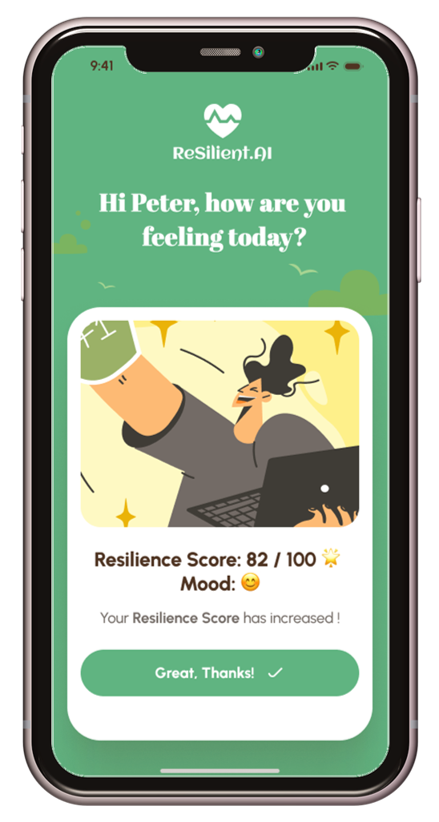 9:41
ReSilient.AI
Hi Peter, how are you
feeling today?
+1
Resilience Score: 82 / 100 🌟
Mood: 😊
Your Resilience Score has increased !
Great, Thanks! ✓